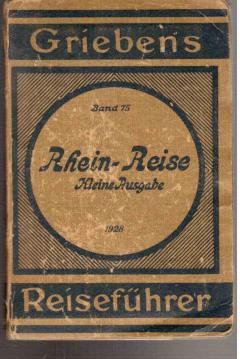 Griebens
Band 75
Rhein-Reise
Kleine Ausgabe
1928
Reiseführer